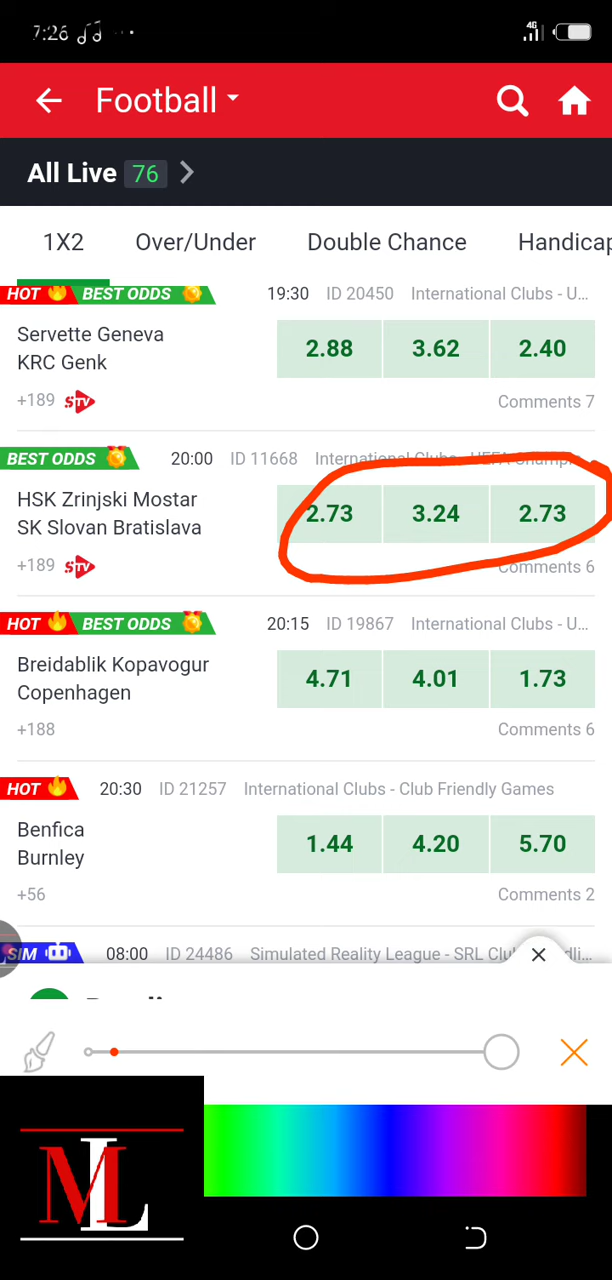 7:26
4G
Football
All Live 76
1X2 Over/Under Double Chance Handicap
HOT BEST ODDS 19:30 ID 20450 International Clubs - U...
Servette Geneva
KRC Genk
2.88 3.62 2.40
+189 STV Comments 7
BEST ODDS 20:00 ID 11668 International Clubs - UEFA Champi...
HSK Zrinjski Mostar
SK Slovan Bratislava
2.73 3.24 2.73
+189 STV Comments 6
HOT BEST ODDS 20:15 ID 19867 International Clubs - U...
Breidablik Kopavogur
Copenhagen
4.71 4.01 1.73
+188 Comments 6
HOT 20:30 ID 21257 International Clubs - Club Friendly Games
Benfica
Burnley
1.44 4.20 5.70
+56 Comments 2
SIM 08:00 ID 24486 Simulated Reality League - SRL
ML